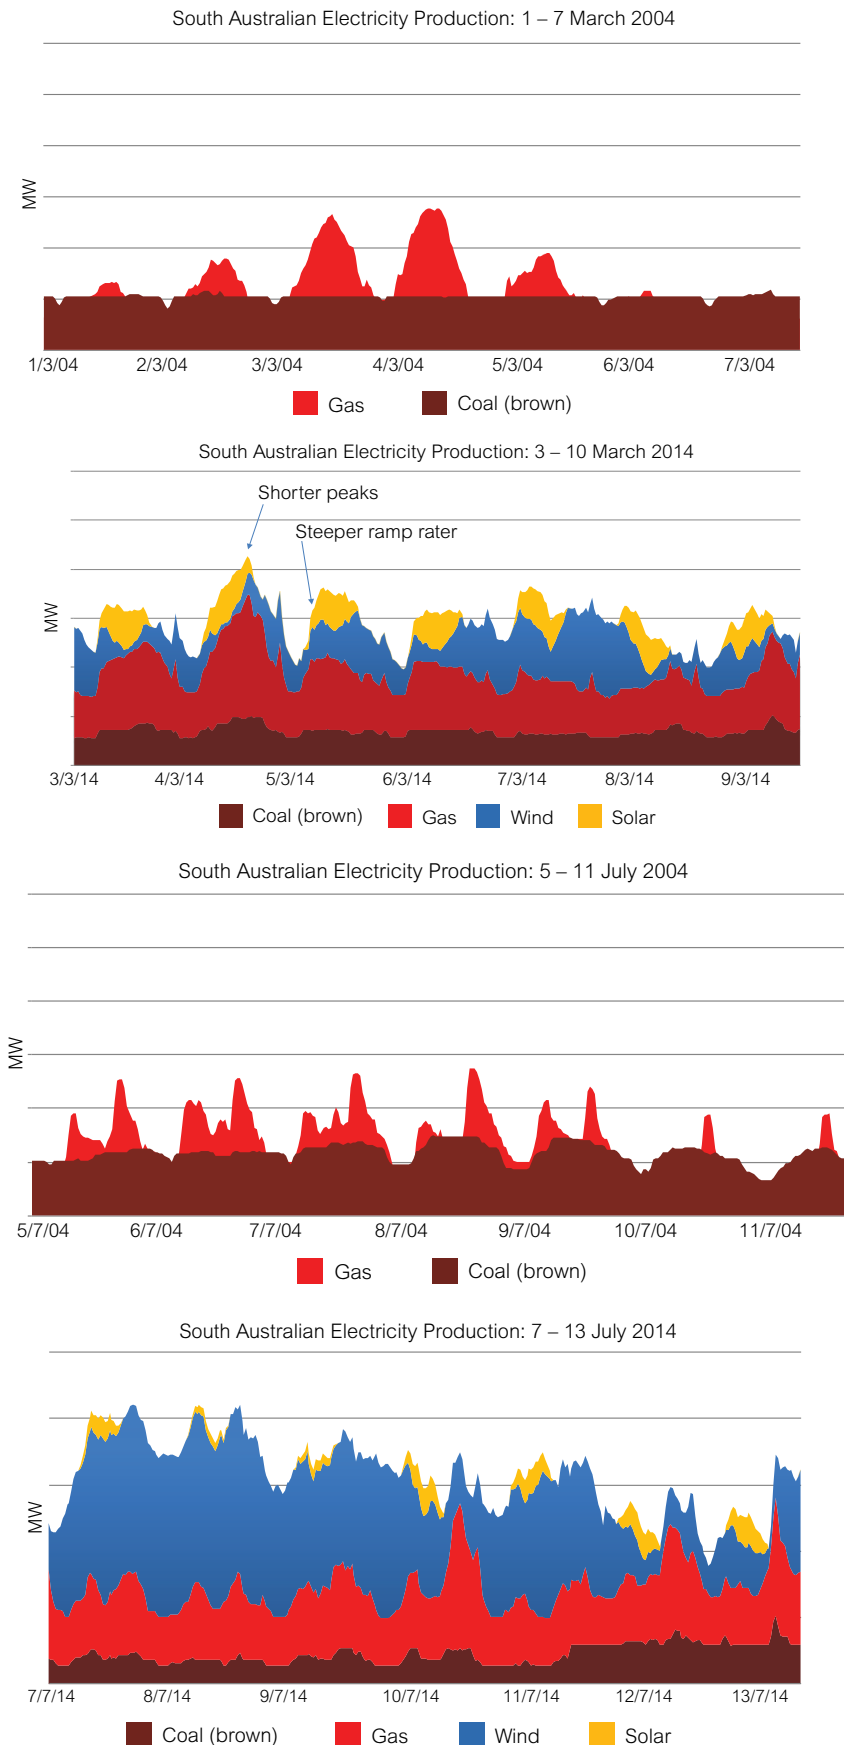 South Australian Electricity Production: 1 – 7 March 2004
MW
1/3/04 2/3/04 3/3/04 4/3/04 5/3/04 6/3/04 7/3/04
Gas Coal (brown)
South Australian Electricity Production: 3 – 10 March 2014
Shorter peaks
Steeper ramp rater
MW
3/3/14 4/3/14 5/3/14 6/3/14 7/3/14 8/3/14 9/3/14
Coal (brown) Gas Wind Solar
South Australian Electricity Production: 5 – 11 July 2004
MW
5/7/04 6/7/04 7/7/04 8/7/04 9/7/04 10/7/04 11/7/04
Gas Coal (brown)
South Australian Electricity Production: 7 – 13 July 2014
MW
7/7/14 8/7/14 9/7/14 10/7/14 11/7/14 12/7/14 13/7/14
Coal (brown) Gas Wind Solar